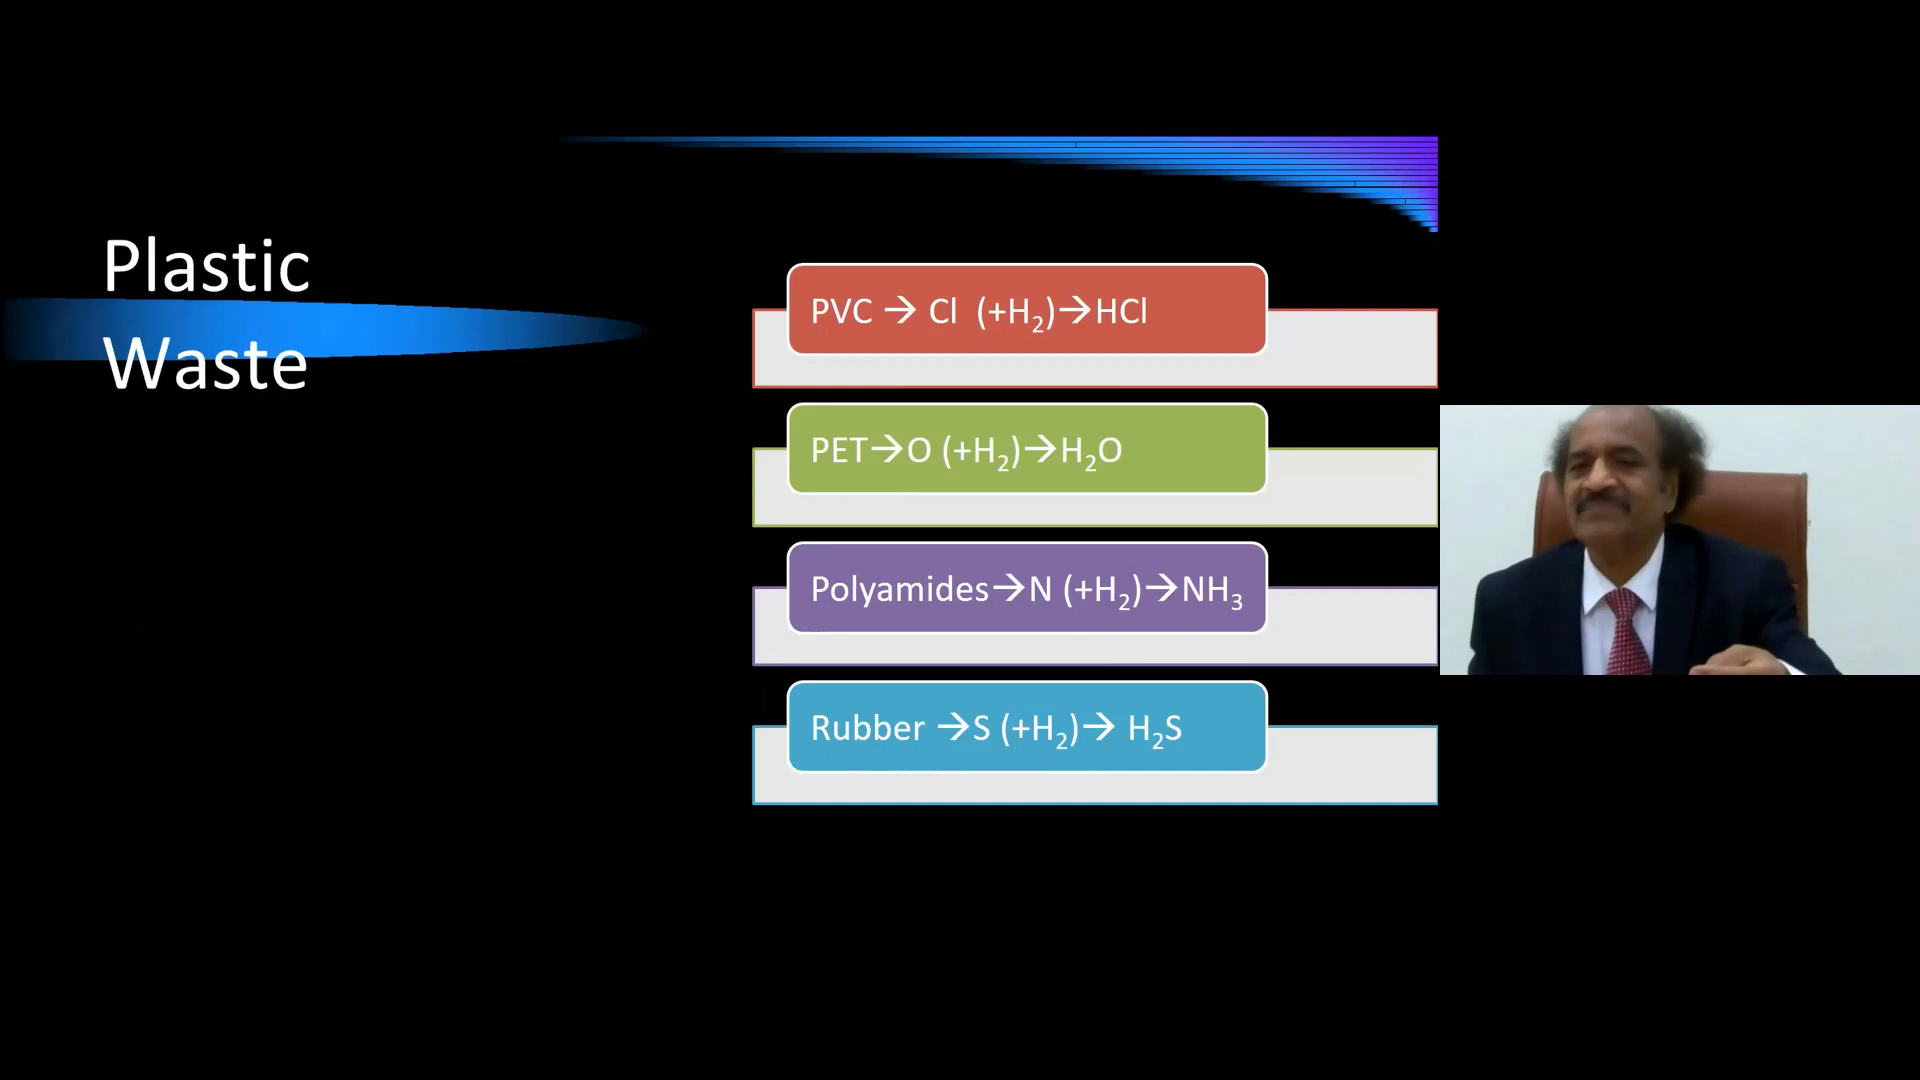 Plastic
Waste
PVC → Cl (+H₂)→HCl
PET→O (+H₂)→H₂O
Polyamides→N (+H₂)→NH₃
Rubber →S (+H₂)→ H₂S